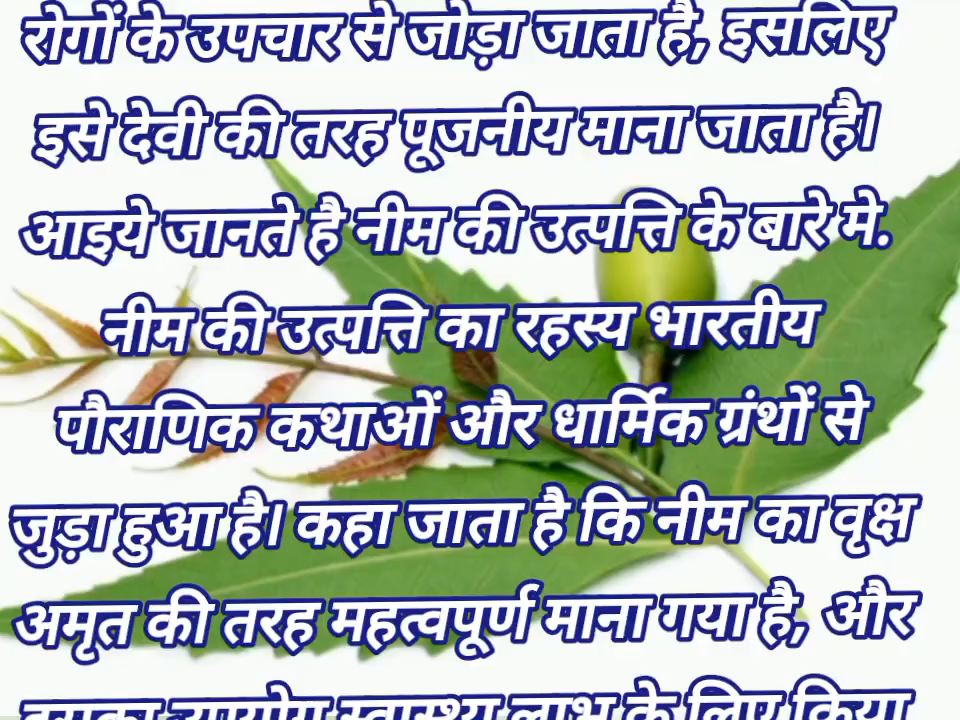 रोगों के उपचार से जोड़ा जाता है, इसलिए
इसे देवी की तरह पूजनीय माना जाता है।
आइये जानते है नीम की उत्पत्ति के बारे मे.
नीम की उत्पत्ति का रहस्य भारतीय
पौराणिक कथाओं और धार्मिक ग्रंथों से
जुड़ा हुआ है। कहा जाता है कि नीम का वृक्ष
अमृत की तरह महत्वपूर्ण माना गया है, और
स्वास्थ्य लाभ के लिए किया